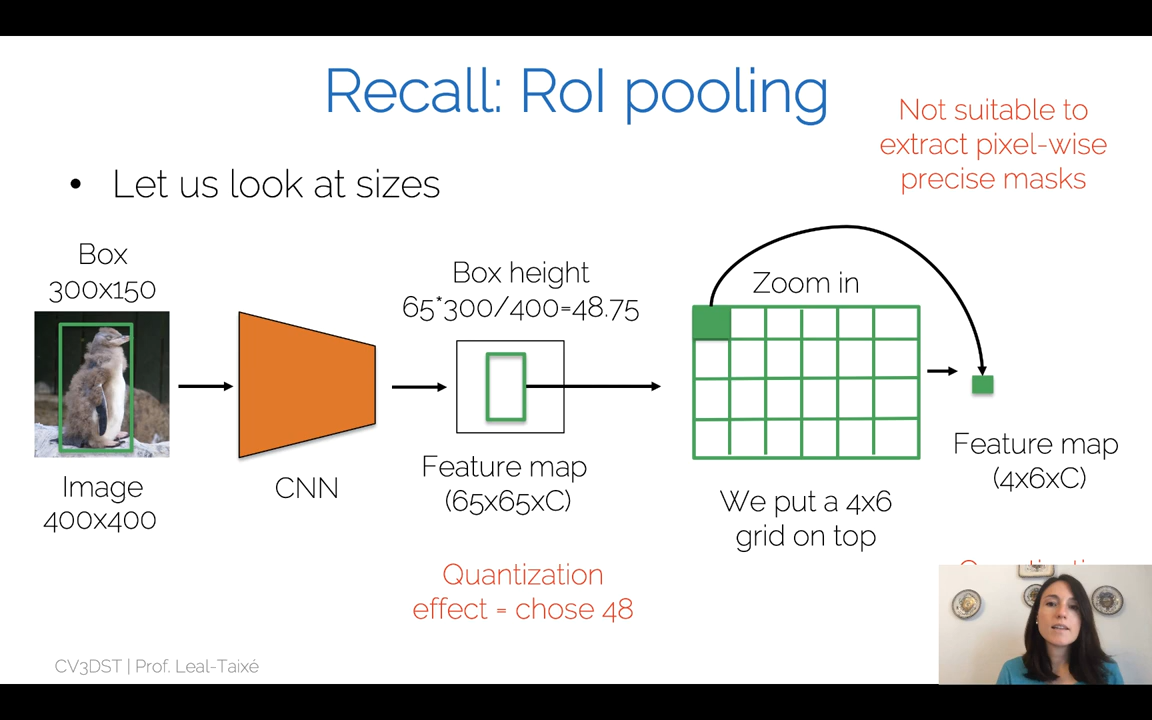 Recall: RoI pooling
Not suitable to
extract pixel-wise
precise masks
• Let us look at sizes
Box
300x150
Box height
65*300/400=48.75
Zoom in
Image
400x400
CNN
Feature map
(65x65xC)
We put a 4x6
grid on top
Feature map
(4x6xC)
Quantization
effect = chose 48
CV3DST | Prof. Leal-Taixé